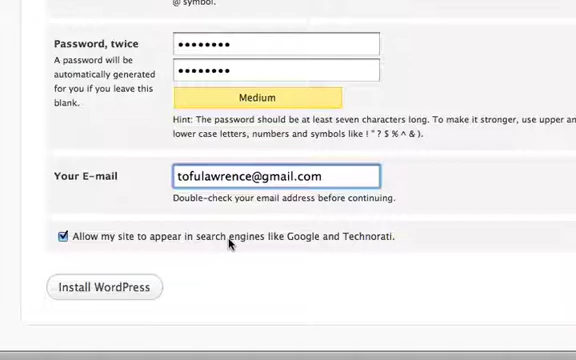 @ symbol.
Password, twice
A password will be
automatically generated
for you if you leave this
blank.
••••••••
••••••••
Medium
Hint: The password should be at least seven characters long. To make it stronger, use upper an
lower case letters, numbers and symbols like ! " ? $ % ^ & ).
Your E-mail
tofulawrence@gmail.com
Double-check your email address before continuing.
Allow my site to appear in search engines like Google and Technorati.
Install WordPress